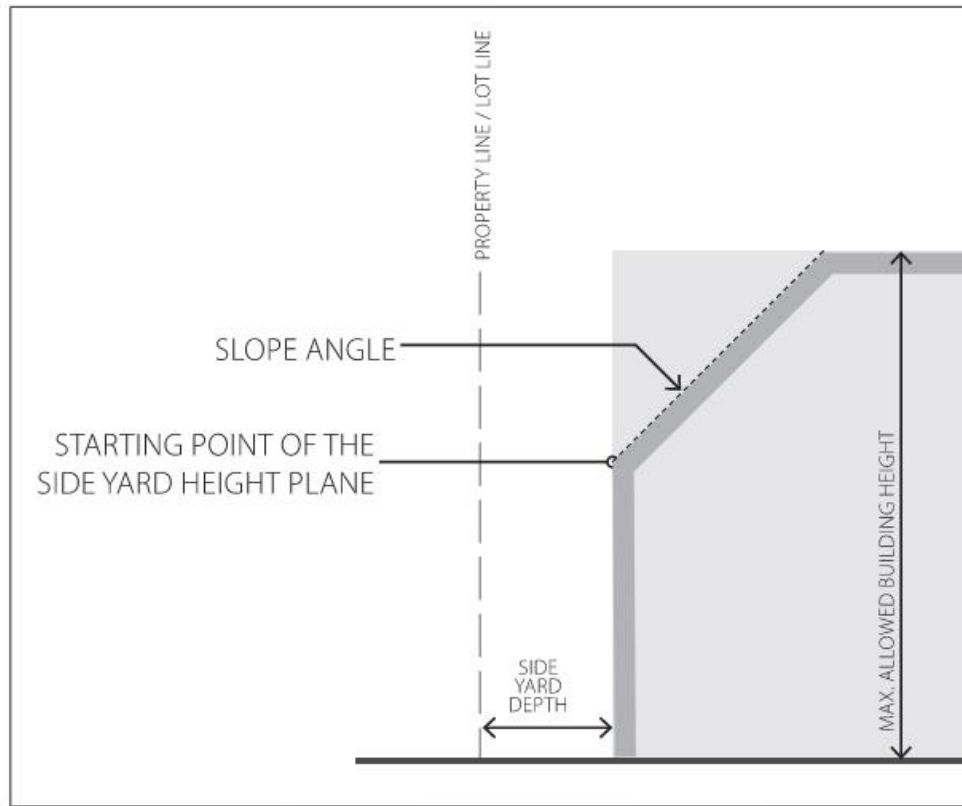 PROPERTY LINE / LOT LINE
SLOPE ANGLE
STARTING POINT OF THE
SIDE YARD HEIGHT PLANE
SIDE
YARD
DEPTH
MAX. ALLOWED BUILDING HEIGHT